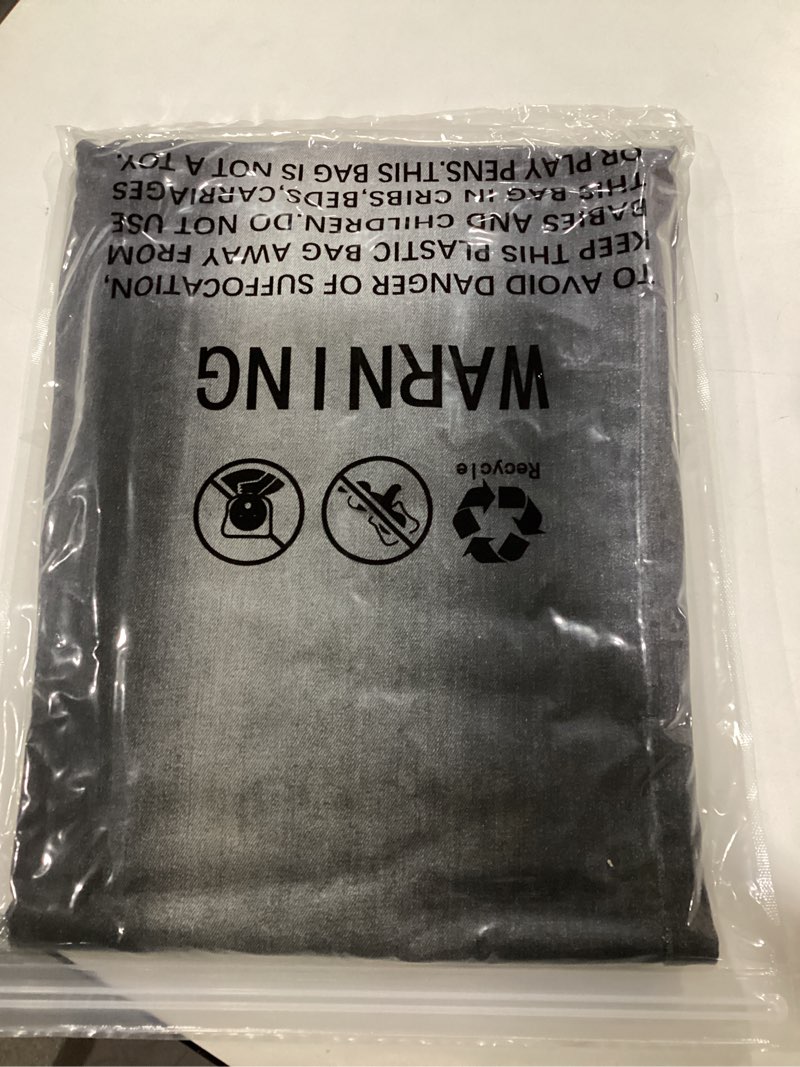 Recycle
WARNING
TO AVOID DANGER OF SUFFOCATION,
KEEP THIS PLASTIC BAG AWAY FROM
BABIES AND CHILDREN.DO NOT USE
THIS BAG IN CRIBS,BEDS,CARRIAGES
OR PLAY PENS.THIS BAG IS NOT A TOY.